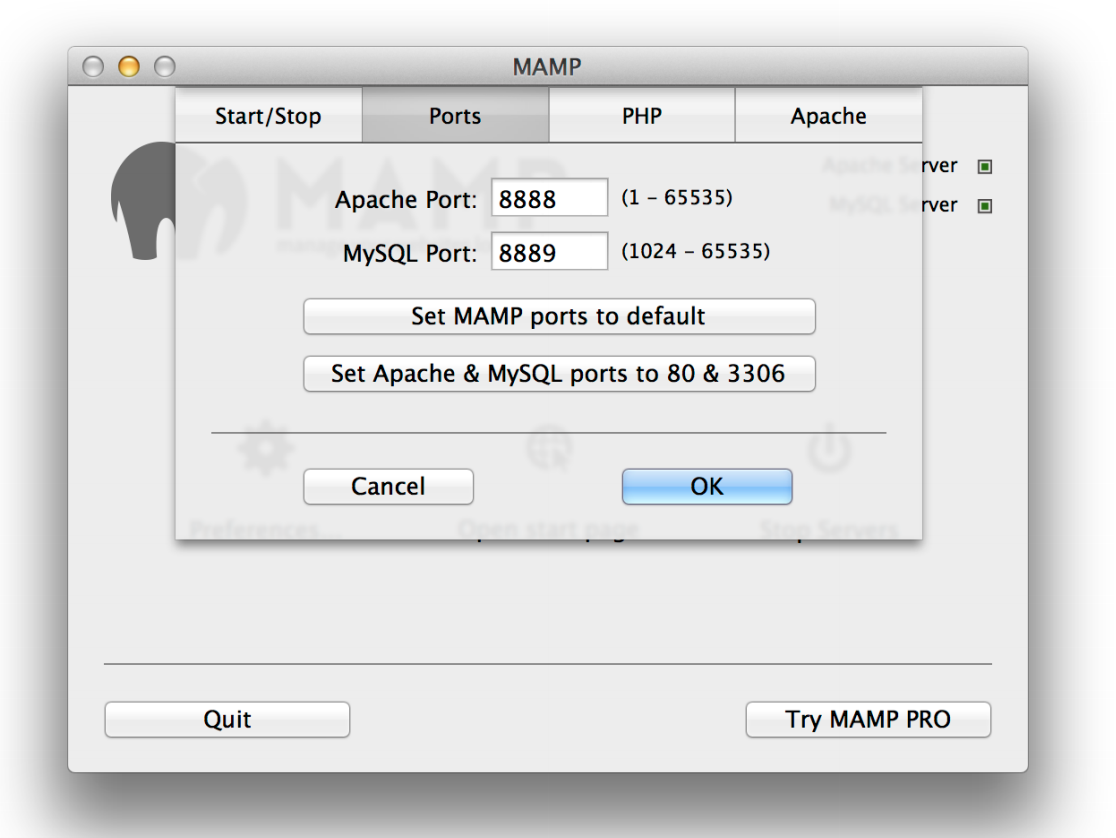 MAMP
Start/Stop Ports PHP Apache
MAMP
Apache Server
Apache Port: 8888 (1 – 65535)
MySQL Server
MySQL Port: 8889 (1024 – 65535)
Set MAMP ports to default
Set Apache & MySQL ports to 80 & 3306
Cancel OK
Preferences... Open start page Stop Servers
Quit Try MAMP PRO